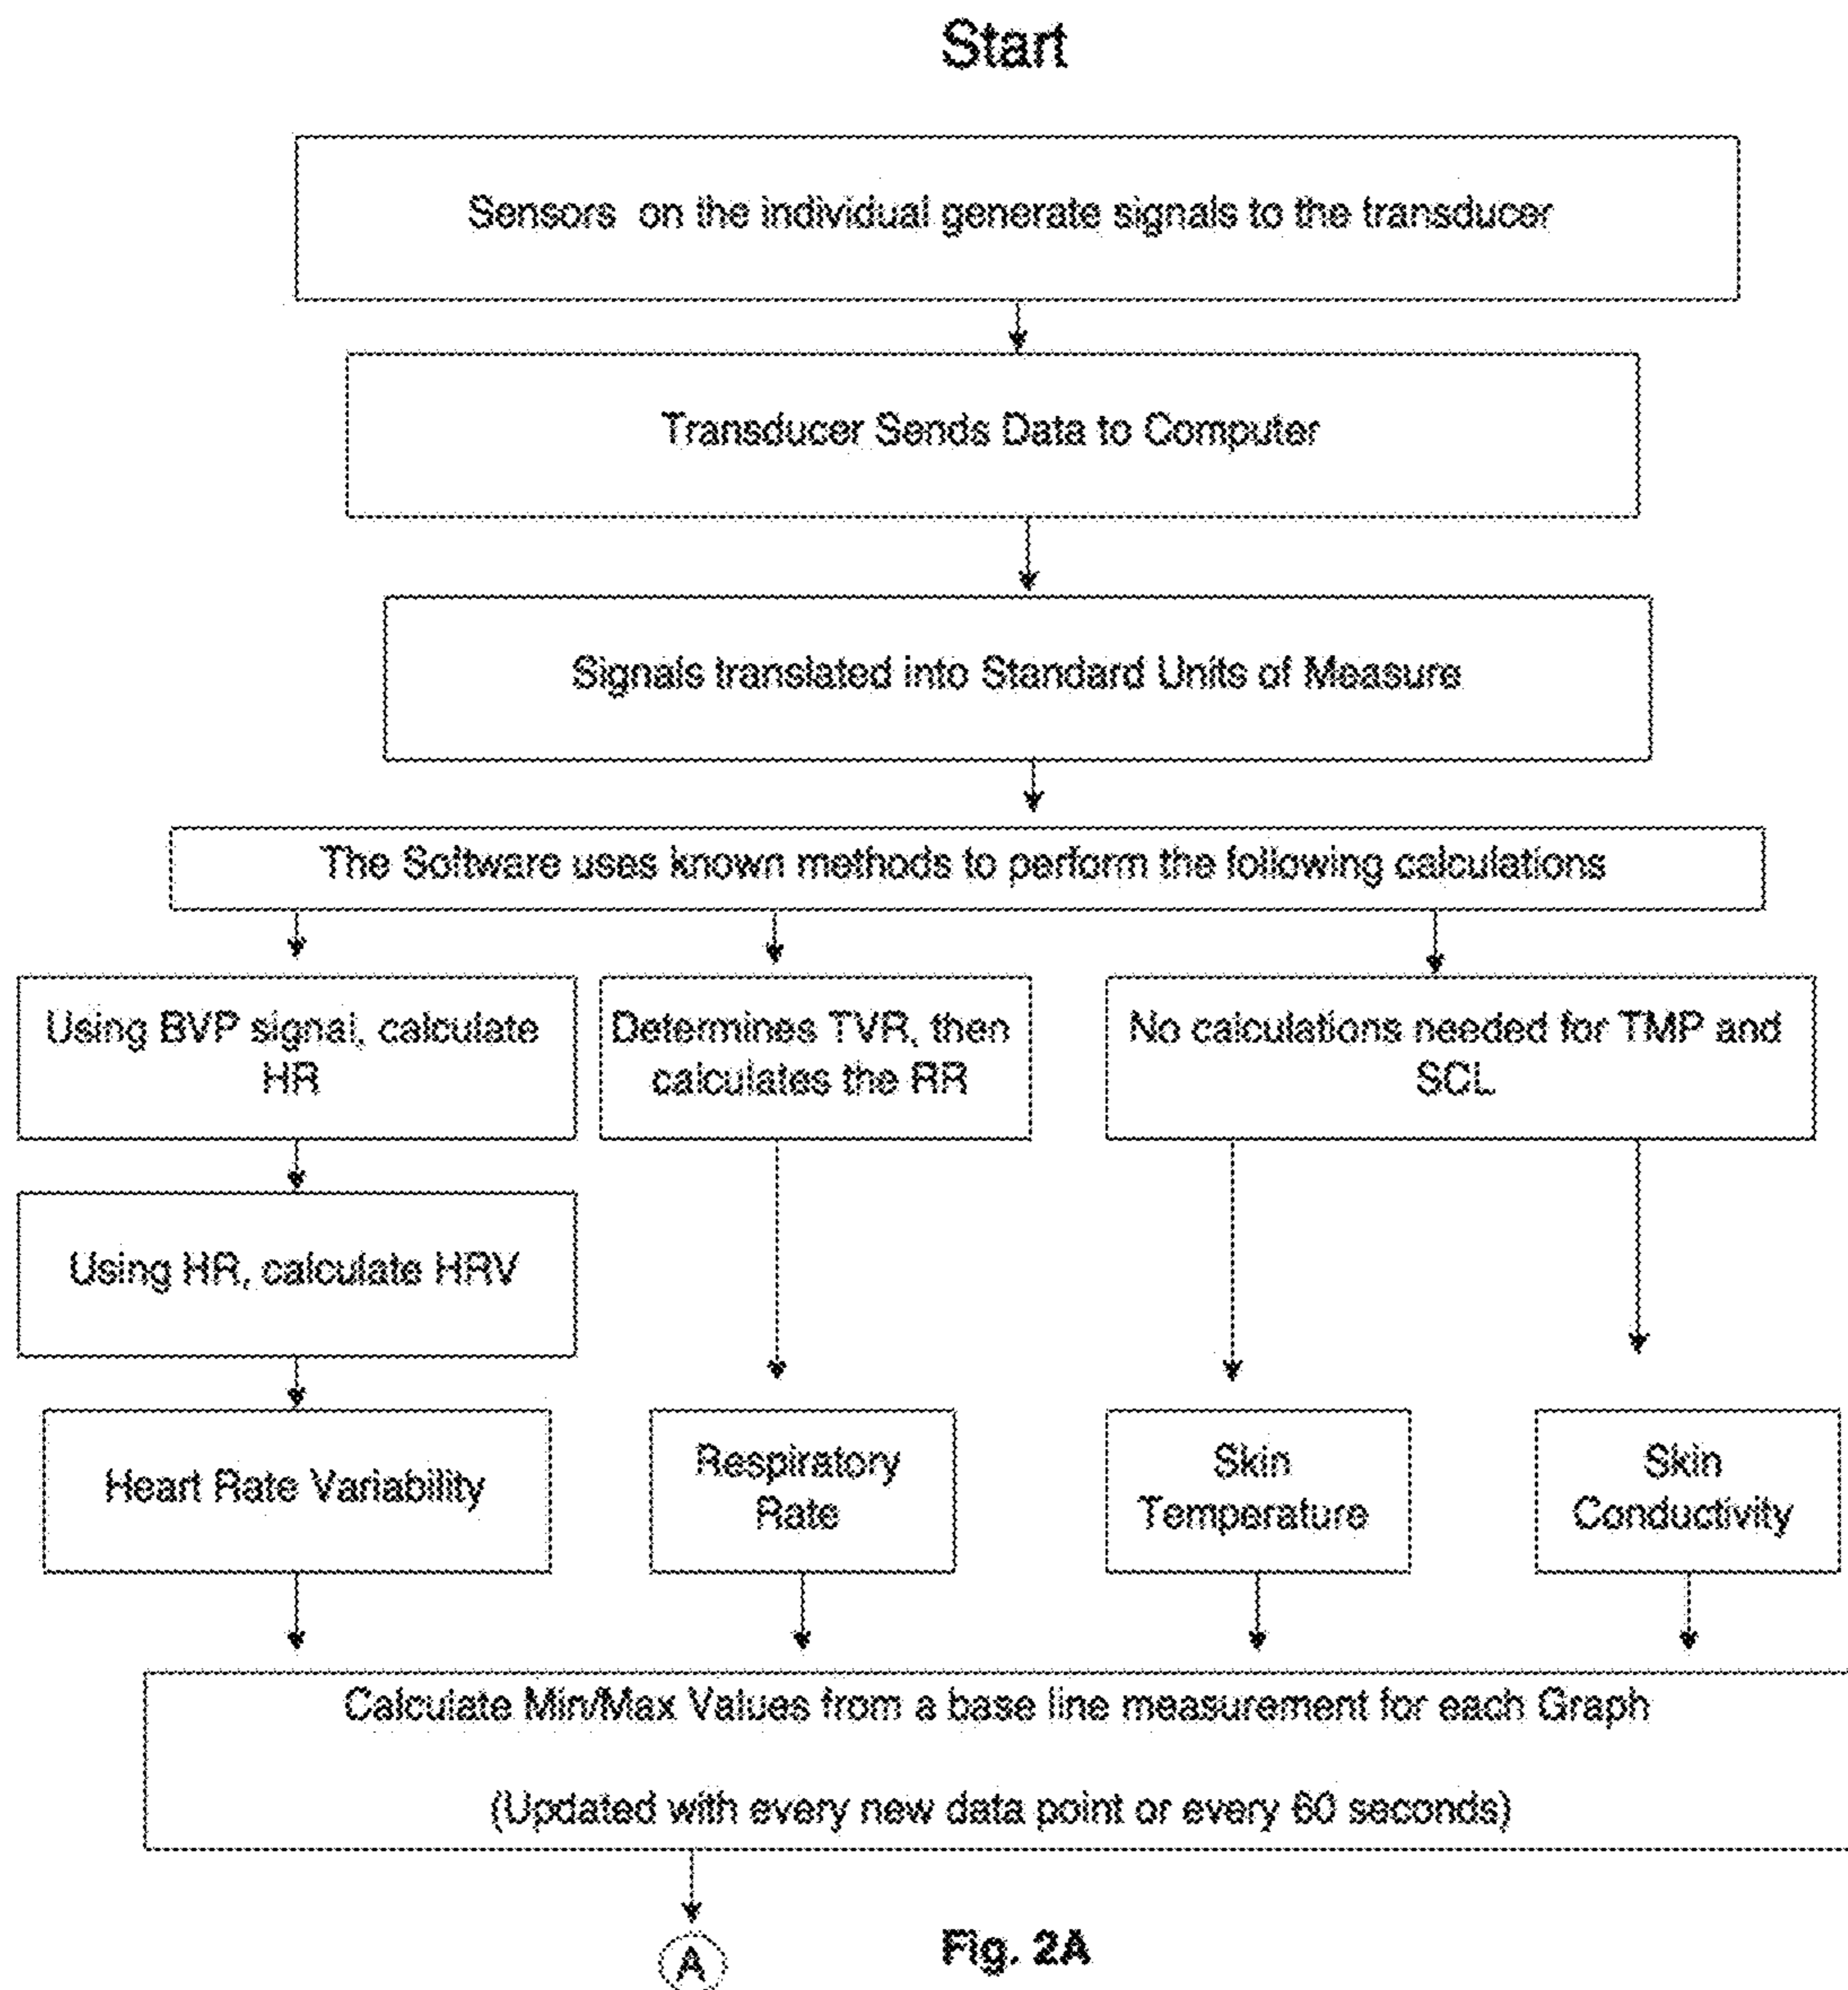 Start
Sensors on the individual generate signals to the transducer
Transducer Sends Data to Computer
Signals translated into Standard Units of Measure
The Software uses known methods to perform the following calculations
Using BVP signal, calculate
HR
Determines TVR, then
calculates the RR
No calculations needed for TMP and
SCL
Using HR, calculate HRV
Heart Rate Variability
Respiratory
Rate
Skin
Temperature
Skin
Conductivity
Calculate Min/Max Values from a base line measurement for each Graph
(Updated with every new data point or every 60 seconds)
A
Fig. 2A